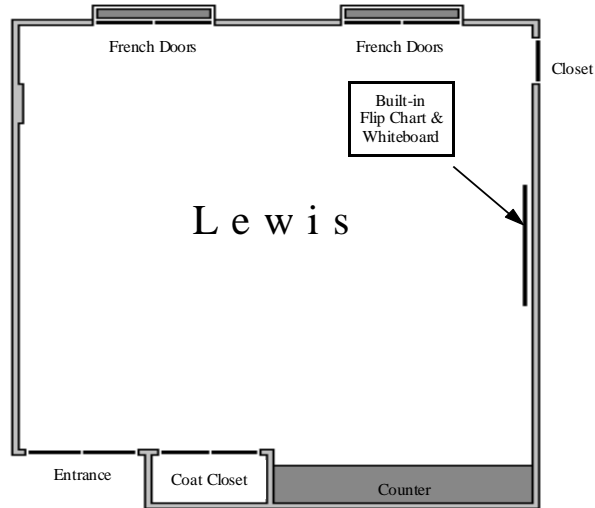 French Doors
French Doors
Closet
Built-in
Flip Chart &
Whiteboard
Lewis
Entrance
Coat Closet
Counter